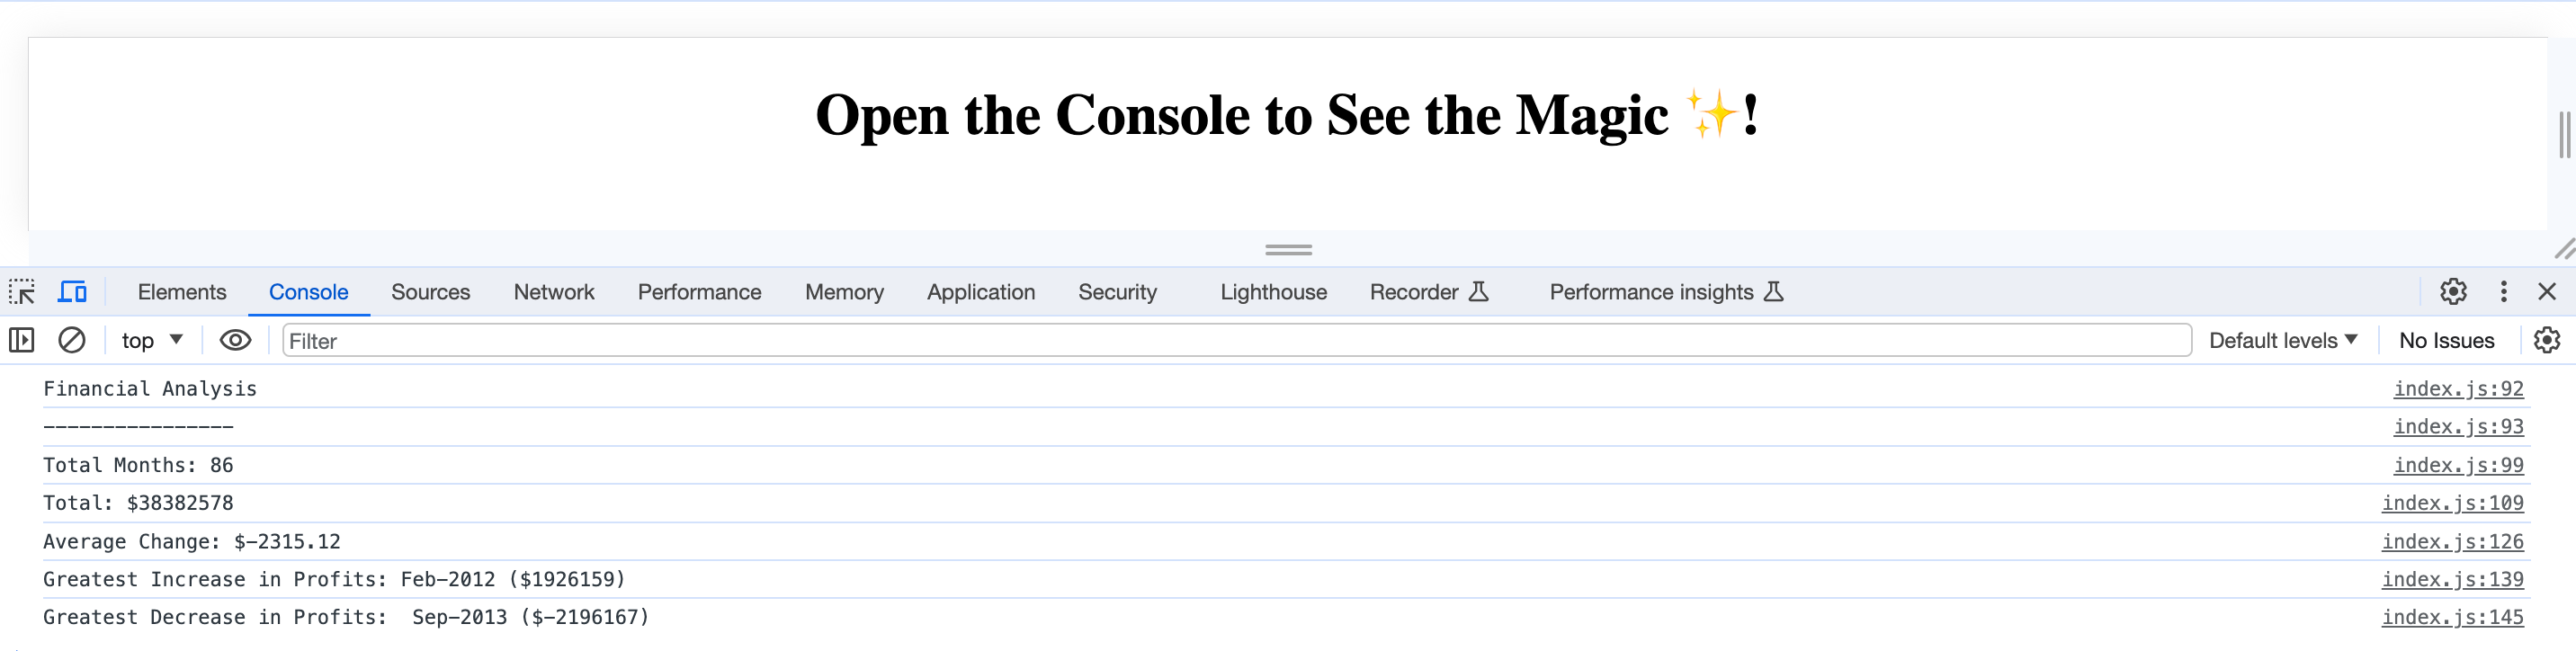 Open the Console to See the Magic ✨!
Elements Console Sources Network Performance Memory Application Security Lighthouse Recorder Performance insights
top Filter Default levels No Issues
Financial Analysis index.js:92
---------------- index.js:93
Total Months: 86 index.js:99
Total: $38382578 index.js:109
Average Change: $-2315.12 index.js:126
Greatest Increase in Profits: Feb-2012 ($1926159) index.js:139
Greatest Decrease in Profits:  Sep-2013 ($-2196167) index.js:145